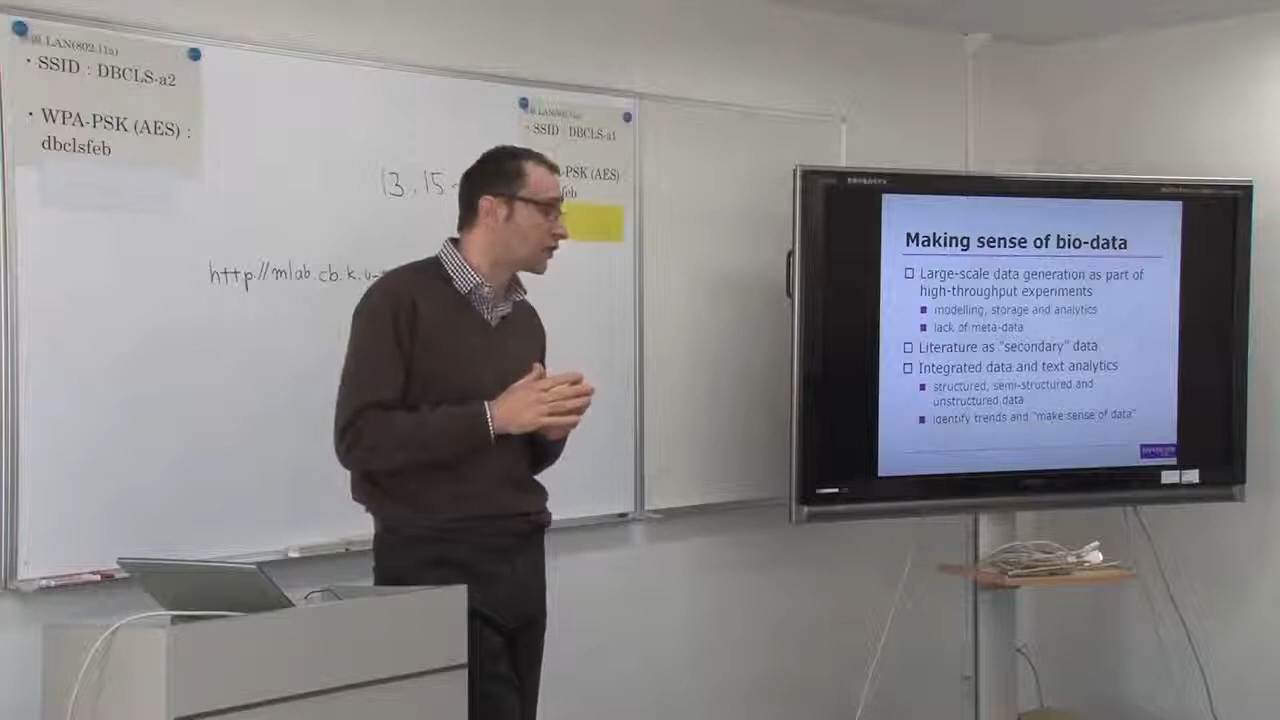 LAN(802.11a)
・SSID : DBCLS-a2
・WPA-PSK (AES) :
dbclsfeb
・SSID : DBCLS-a1
-PSK (AES)
feb
13.15
http://mlab.cb.k.u-
Making sense of bio-data
Large-scale data generation as part of
high-throughput experiments
modelling, storage and analytics
lack of meta-data
Literature as "secondary" data
Integrated data and text analytics
structured, semi-structured and
unstructured data
identify trends and "make sense of data"